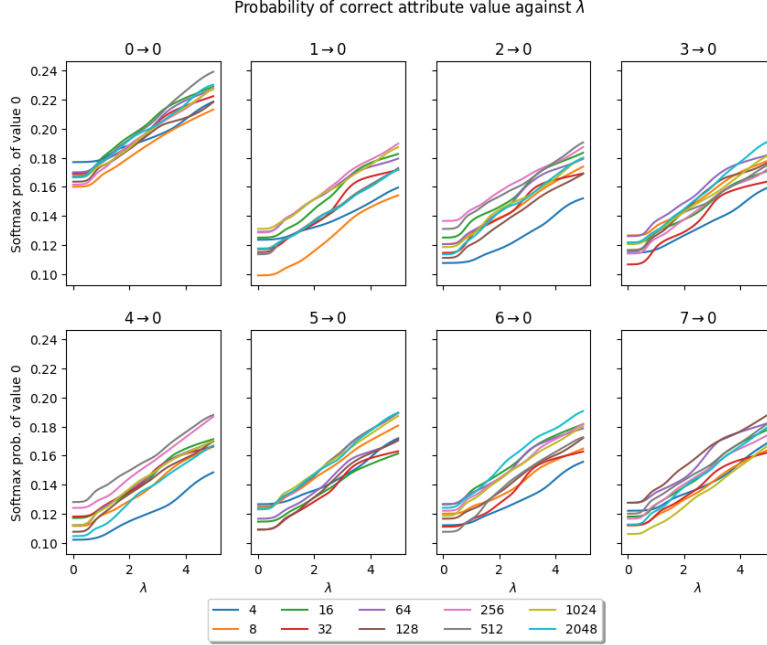 Probability of correct attribute value against λ
0→0 1→0 2→0 3→0
Softmax prob. of value 0
0.24
0.22
0.20
0.18
0.16
0.14
0.12
0.10
4→0 5→0 6→0 7→0
Softmax prob. of value 0
0.24
0.22
0.20
0.18
0.16
0.14
0.12
0.10
0 2 4 0 2 4 0 2 4 0 2 4
λ λ λ λ
4 16 64 256 1024
8 32 128 512 2048